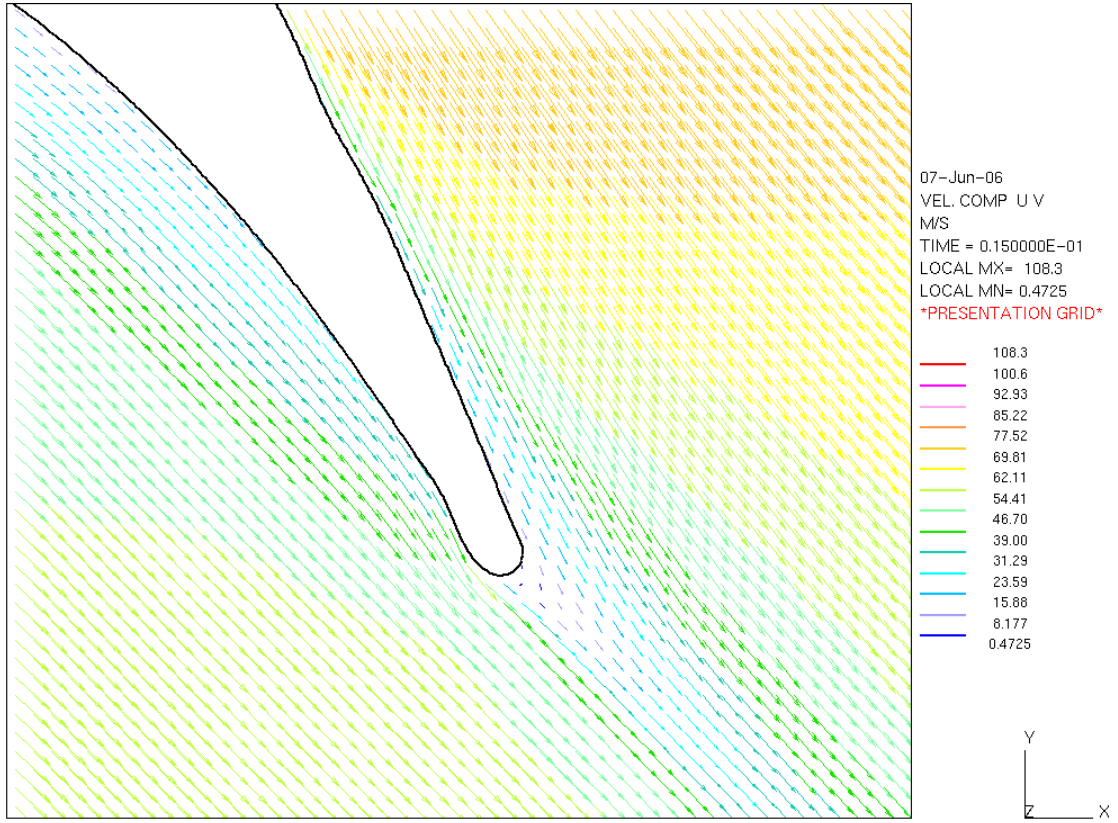 07-Jun-06
VEL. COMP U V
M/S
TIME = 0.150000E-01
LOCAL MX= 108.3
LOCAL MN= 0.4725
*PRESENTATION GRID*
108.3
100.6
92.93
85.22
77.52
69.81
62.11
54.41
46.70
39.00
31.29
23.59
15.88
8.177
0.4725
Y
Z X